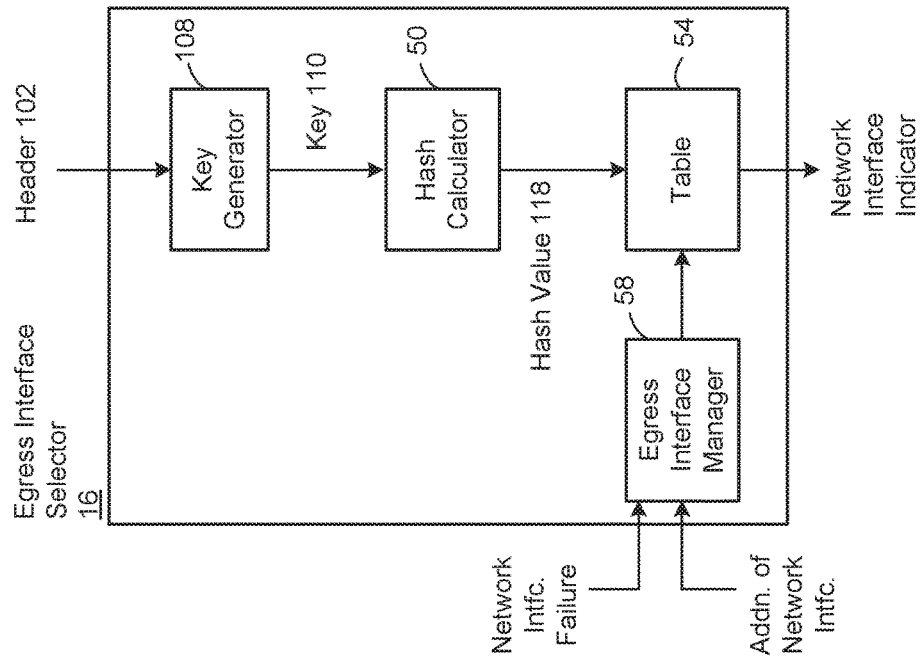 Egress Interface
Selector
16
Header 102
108
Key
Generator
Key 110
50
Hash
Calculator
Hash Value 118
54
Table
58
Egress
Interface
Manager
Network
Intfc.
Failure
Addn. of
Network
Intfc.
Network
Interface
Indicator